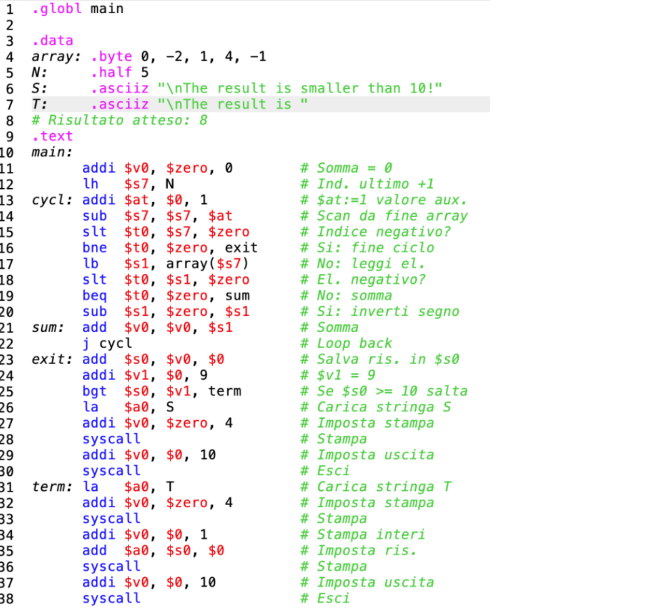 1 .globl main
2
3 .data
4 array: .byte 0, -2, 1, 4, -1
5 N: .half 5
6 S: .asciiz "\nThe result is smaller than 10!"
7 T: .asciiz "\nThe result is "
8 # Risultato atteso: 8
9 .text
10 main:
11 addi $v0, $zero, 0 # Somma = 0
12 lh $s7, N # Ind. ultimo +1
13 cycl: addi $at, $0, 1 # $at:=1 valore aux.
14 sub $s7, $s7, $at # Scan da fine array
15 slt $t0, $s7, $zero # Indice negativo?
16 bne $t0, $zero, exit # Si: fine ciclo
17 lb $s1, array($s7) # No: leggi el.
18 slt $t0, $s1, $zero # El. negativo?
19 beq $t0, $zero, sum # No: somma
20 sub $s1, $zero, $s1 # Si: inverti segno
21 sum: add $v0, $v0, $s1 # Somma
22 j cycl # Loop back
23 exit: add $s0, $v0, $0 # Salva ris. in $s0
24 addi $v1, $0, 9 # $v1 = 9
25 bgt $s0, $v1, term # Se $s0 >= 10 salta
26 la $a0, S # Carica stringa S
27 addi $v0, $zero, 4 # Imposta stampa
28 syscall # Stampa
29 addi $v0, $0, 10 # Imposta uscita
30 syscall # Esci
31 term: la $a0, T # Carica stringa T
32 addi $v0, $zero, 4 # Imposta stampa
33 syscall # Stampa
34 addi $v0, $0, 1 # Stampa interi
35 add $a0, $s0, $0 # Imposta ris.
36 syscall # Stampa
37 addi $v0, $0, 10 # Imposta uscita
38 syscall # Esci